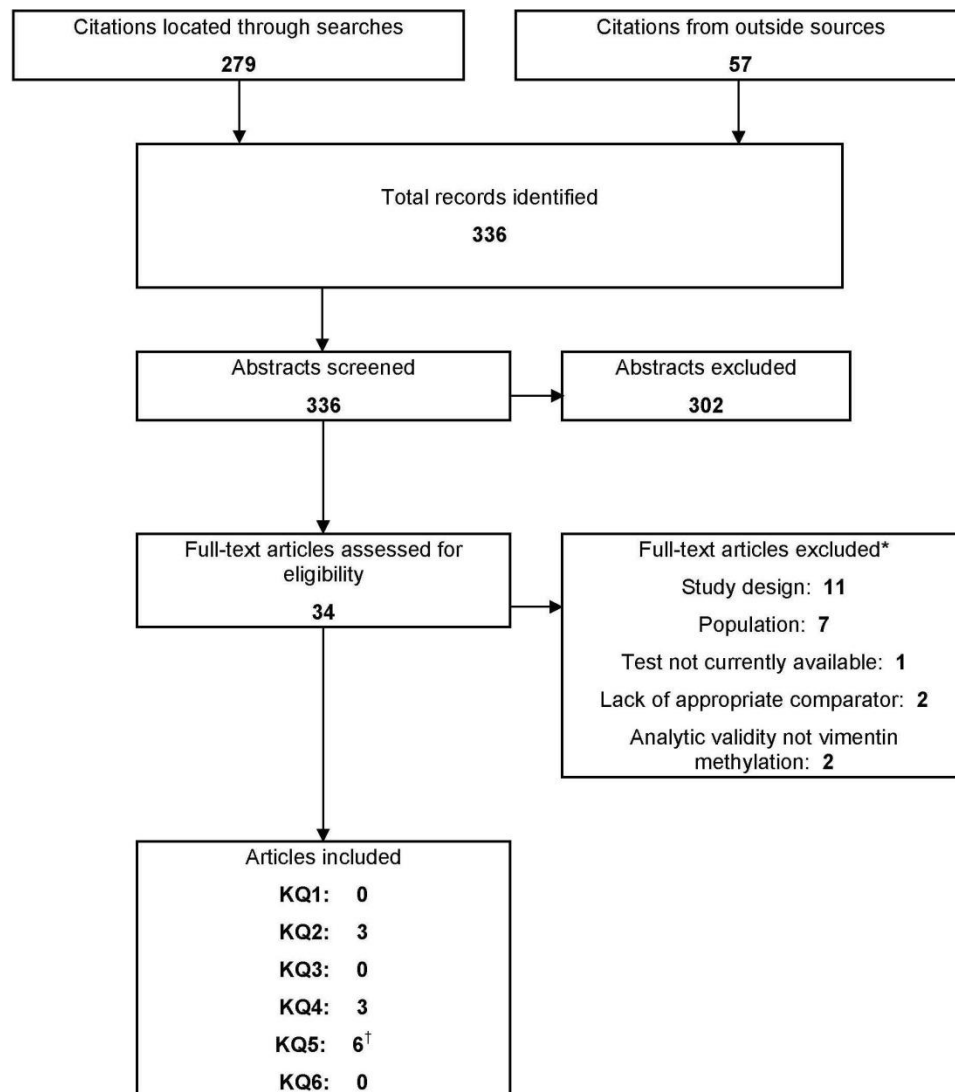 Citations located through searches
279
Citations from outside sources
57
Total records identified
336
Abstracts screened
336
Abstracts excluded
302
Full-text articles assessed for
eligibility
34
Full-text articles excluded*
Study design: 11
Population: 7
Test not currently available: 1
Lack of appropriate comparator: 2
Analytic validity not vimentin
methylation: 2
Articles included
KQ1: 0
KQ2: 3
KQ3: 0
KQ4: 3
KQ5: 6†
KQ6: 0